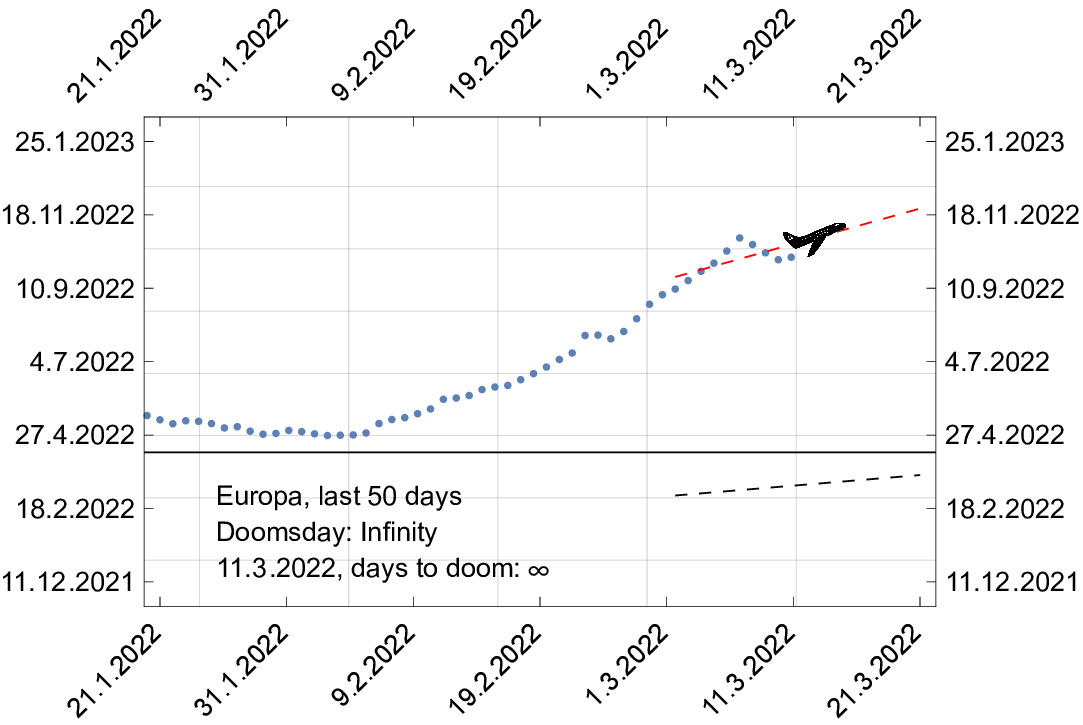 21.1.2022 31.1.2022 9.2.2022 19.2.2022 1.3.2022 11.3.2022 21.3.2022
25.1.2023 25.1.2023
18.11.2022 18.11.2022
10.9.2022 10.9.2022
4.7.2022 4.7.2022
27.4.2022 27.4.2022
Europa, last 50 days
18.2.2022 18.2.2022
Doomsday: Infinity
11.3.2022, days to doom: ∞
11.12.2021 11.12.2021
21.1.2022 31.1.2022 9.2.2022 19.2.2022 1.3.2022 11.3.2022 21.3.2022